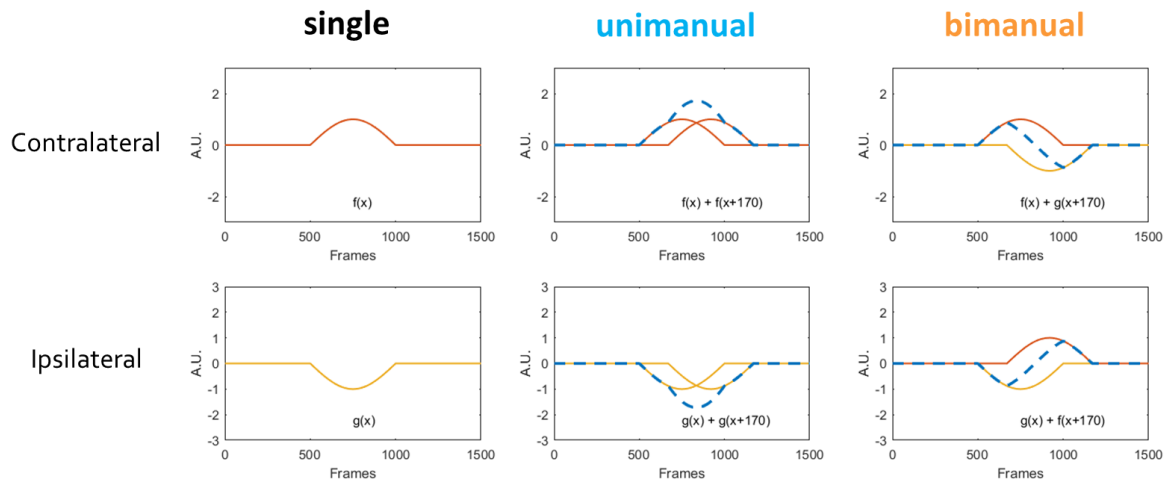 single unimanual bimanual
Contralateral
A.U.
2
0
-2
f(x)
0 500 1000 1500
Frames
A.U.
2
0
-2
f(x) + f(x+170)
0 500 1000 1500
Frames
A.U.
2
0
-2
f(x) + g(x+170)
0 500 1000 1500
Frames
Ipsilateral
A.U.
3
2
1
0
-1
-2
-3
g(x)
0 500 1000 1500
Frames
A.U.
3
2
1
0
-1
-2
-3
g(x) + g(x+170)
0 500 1000 1500
Frames
A.U.
3
2
1
0
-1
-2
-3
g(x) + f(x+170)
0 500 1000 1500
Frames